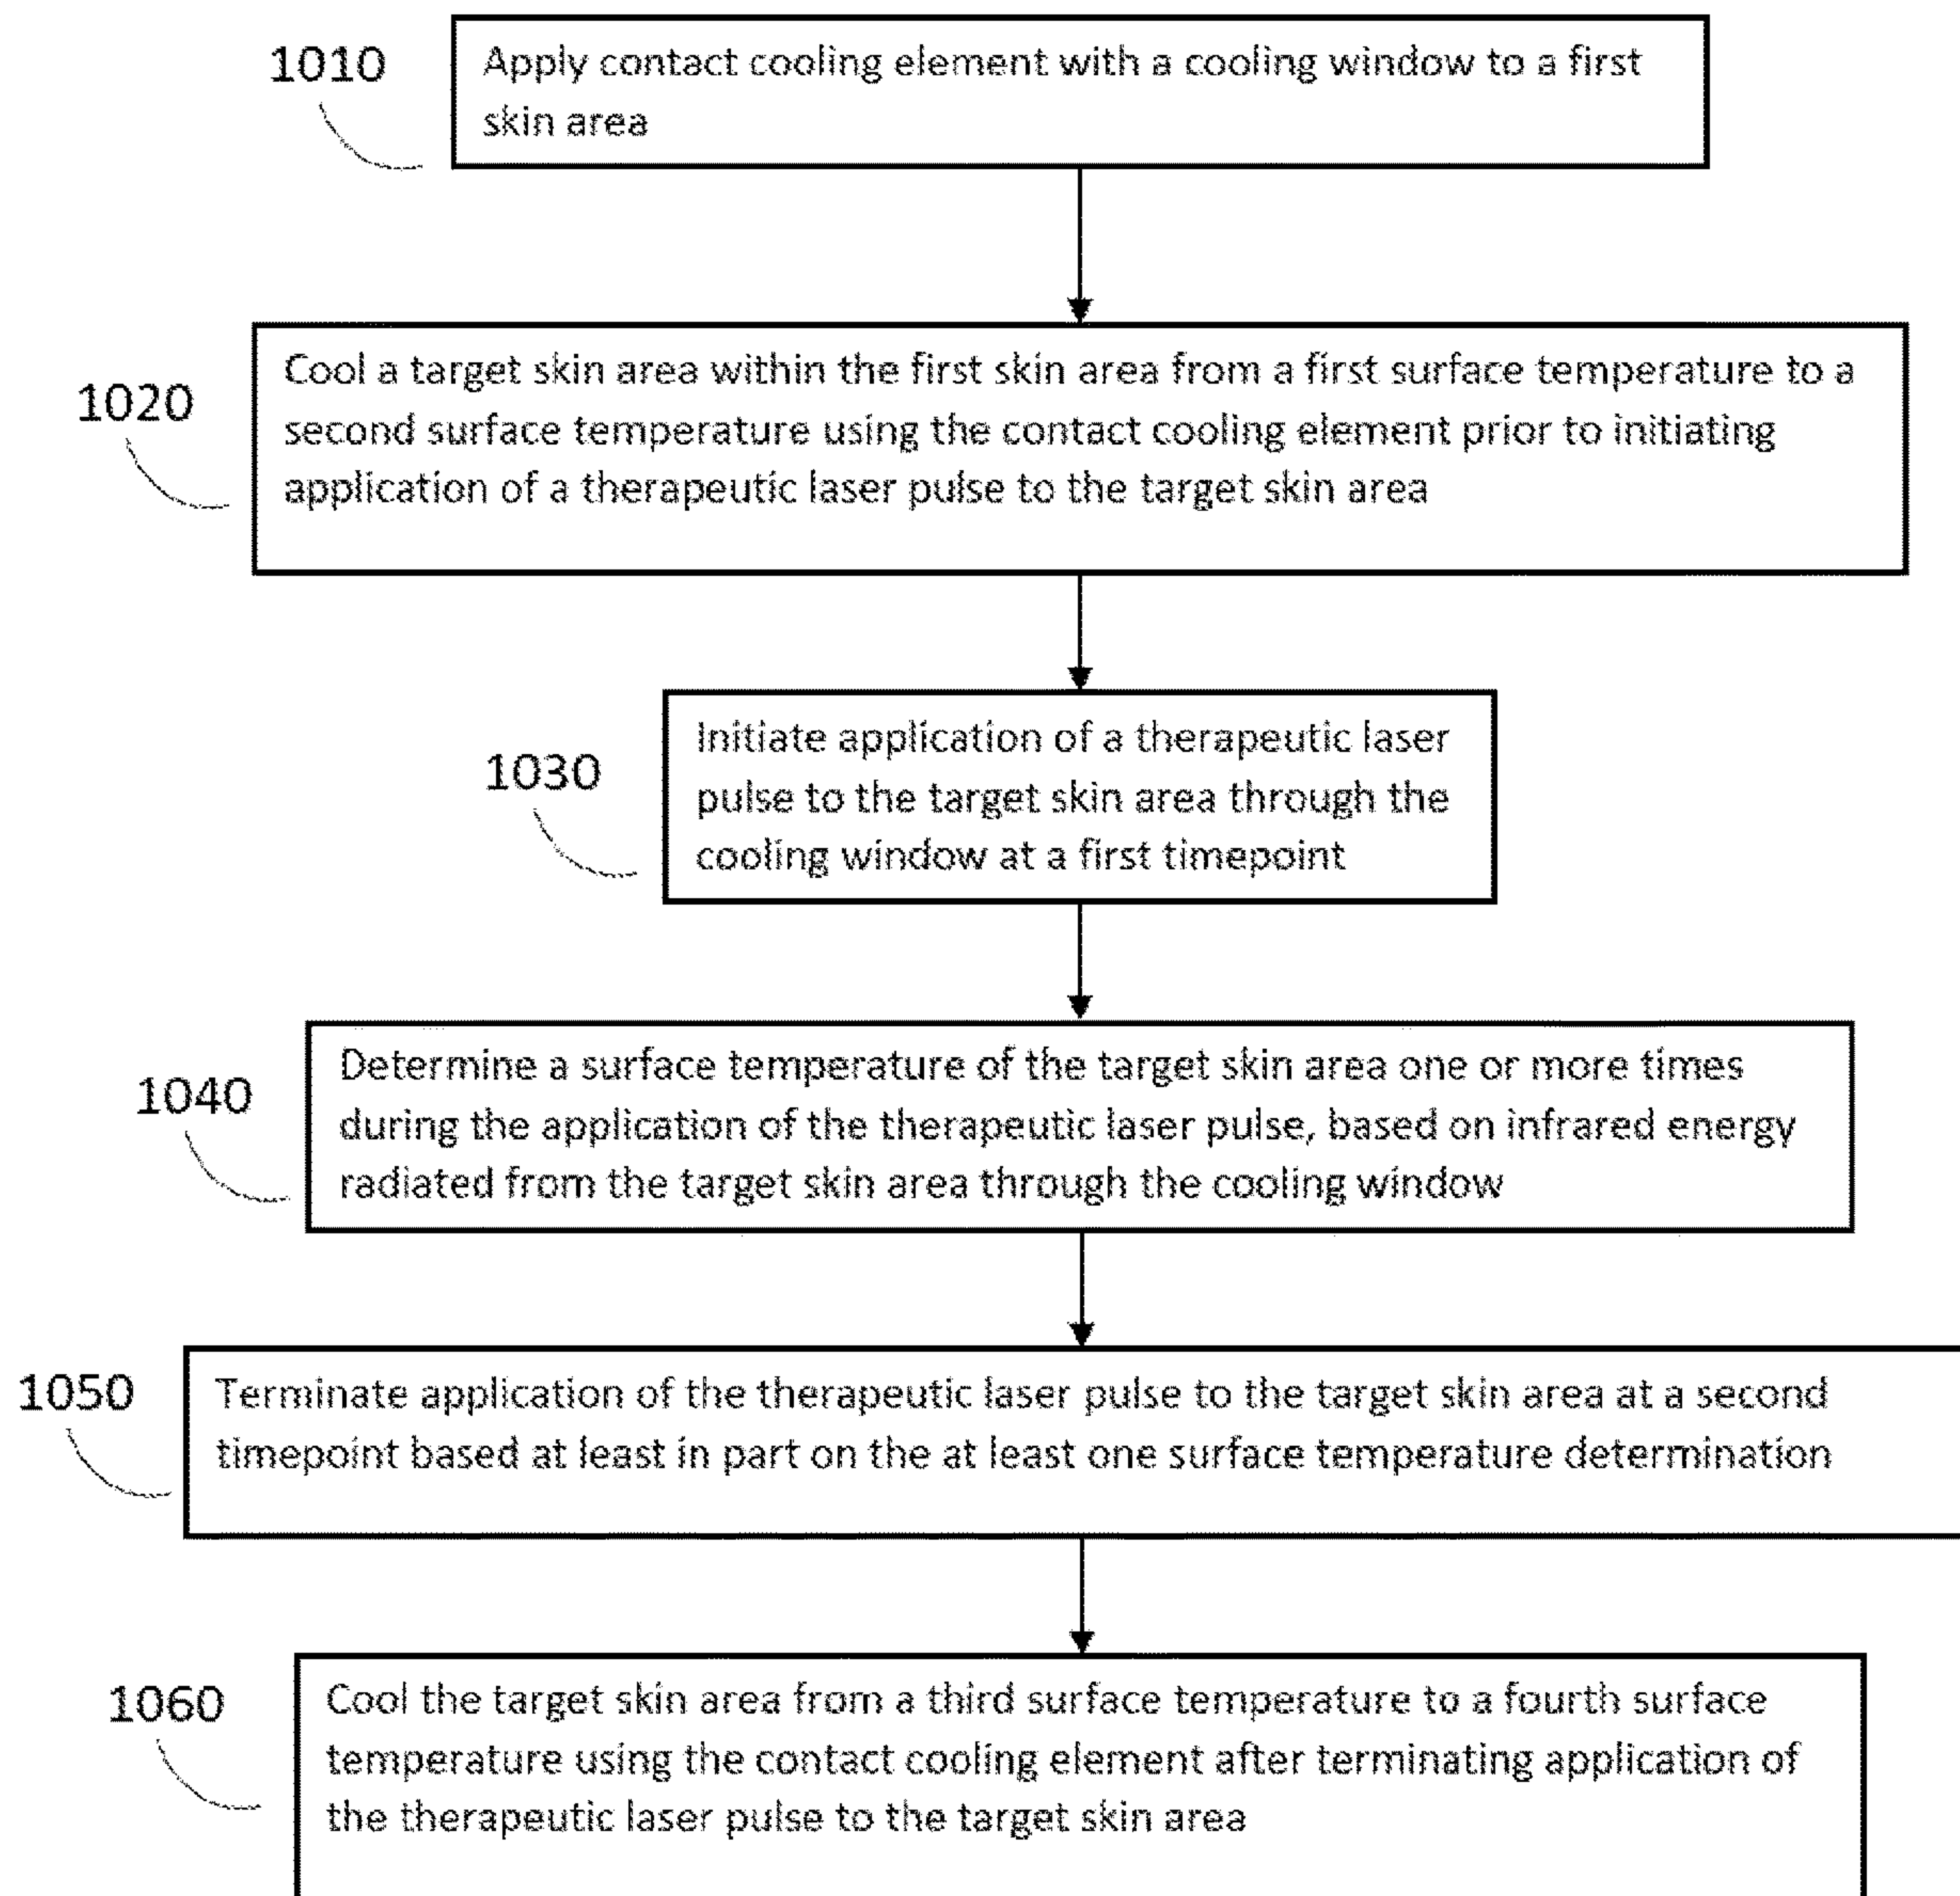 1010
Apply contact cooling element with a cooling window to a first
skin area
1020
Cool a target skin area within the first skin area from a first surface temperature to a
second surface temperature using the contact cooling element prior to initiating
application of a therapeutic laser pulse to the target skin area
1030
Initiate application of a therapeutic laser
pulse to the target skin area through the
cooling window at a first timepoint
1040
Determine a surface temperature of the target skin area one or more times
during the application of the therapeutic laser pulse, based on infrared energy
radiated from the target skin area through the cooling window
1050
Terminate application of the therapeutic laser pulse to the target skin area at a second
timepoint based at least in part on the at least one surface temperature determination
1060
Cool the target skin area from a third surface temperature to a fourth surface
temperature using the contact cooling element after terminating application of
the therapeutic laser pulse to the target skin area